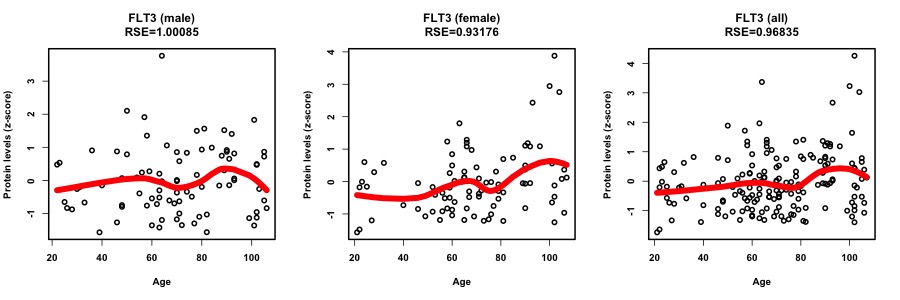 FLT3 (male)
RSE=1.00085
Protein levels (z-score)
3
2
1
0
-1
20
40
60
80
100
Age
FLT3 (female)
RSE=0.93176
Protein levels (z-score)
4
3
2
1
0
-1
20
40
60
80
100
Age
FLT3 (all)
RSE=0.96835
Protein levels (z-score)
4
3
2
1
0
-1
20
40
60
80
100
Age